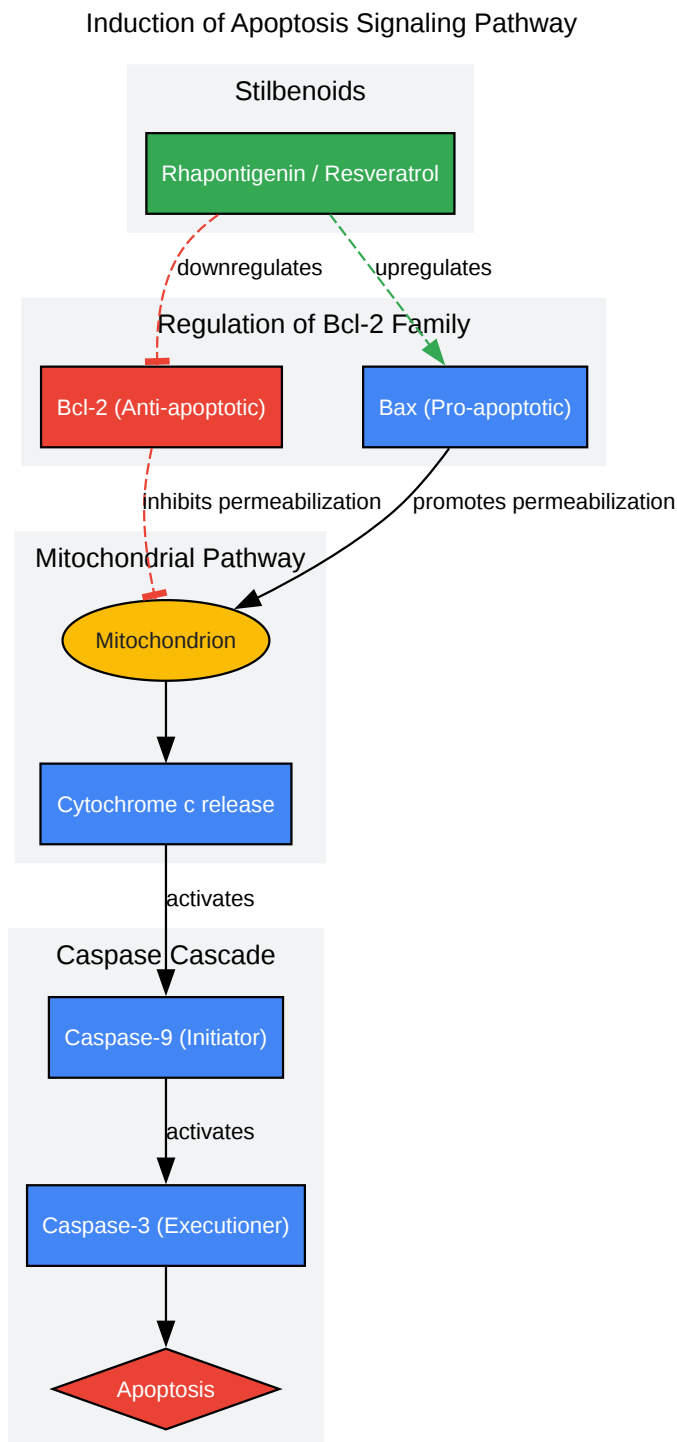 Induction of Apoptosis Signaling Pathway
Stilbenoids
Rhapontigenin / Resveratrol
downregulates
upregulates
Regulation of Bcl-2 Family
Bcl-2 (Anti-apoptotic)
Bax (Pro-apoptotic)
inhibits permeabilization
promotes permeabilization
Mitochondrial Pathway
Mitochondrion
Cytochrome c release
activates
Caspase Cascade
Caspase-9 (Initiator)
activates
Caspase-3 (Executioner)
Apoptosis